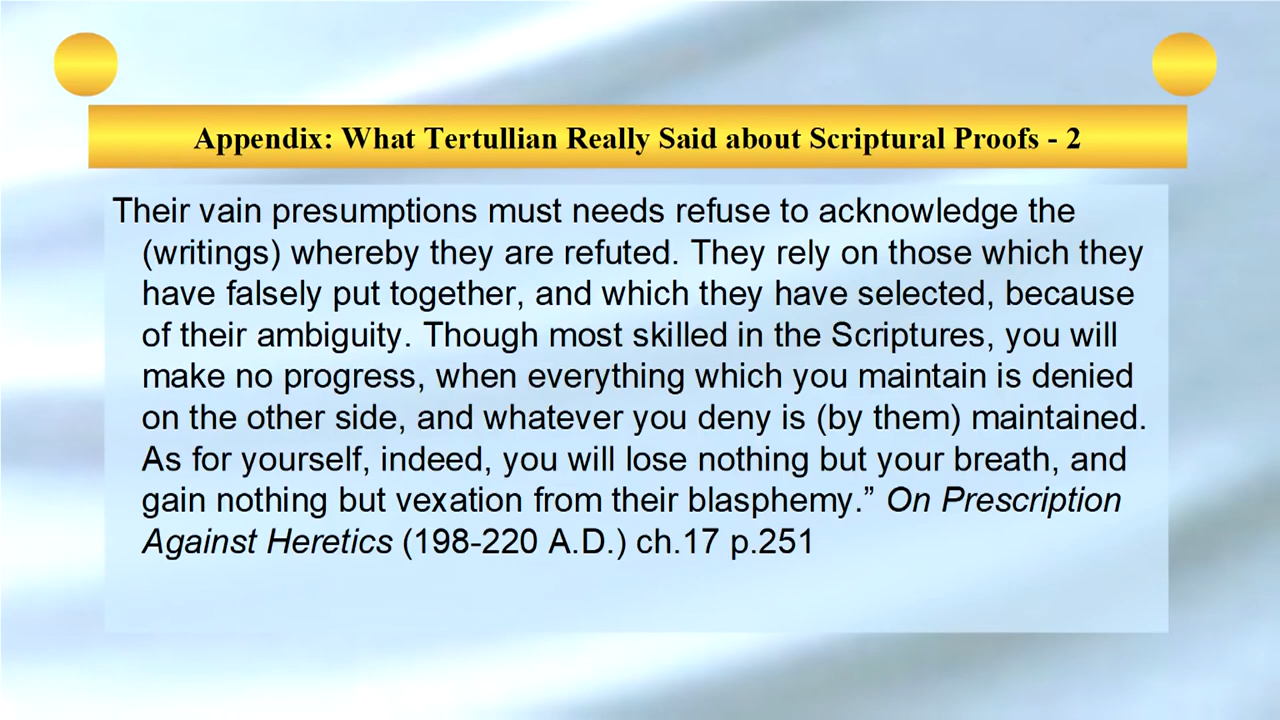 Appendix: What Tertullian Really Said about Scriptural Proofs - 2
Their vain presumptions must needs refuse to acknowledge the
(writings) whereby they are refuted. They rely on those which they
have falsely put together, and which they have selected, because
of their ambiguity. Though most skilled in the Scriptures, you will
make no progress, when everything which you maintain is denied
on the other side, and whatever you deny is (by them) maintained.
As for yourself, indeed, you will lose nothing but your breath, and
gain nothing but vexation from their blasphemy.” On Prescription
Against Heretics (198-220 A.D.) ch.17 p.251